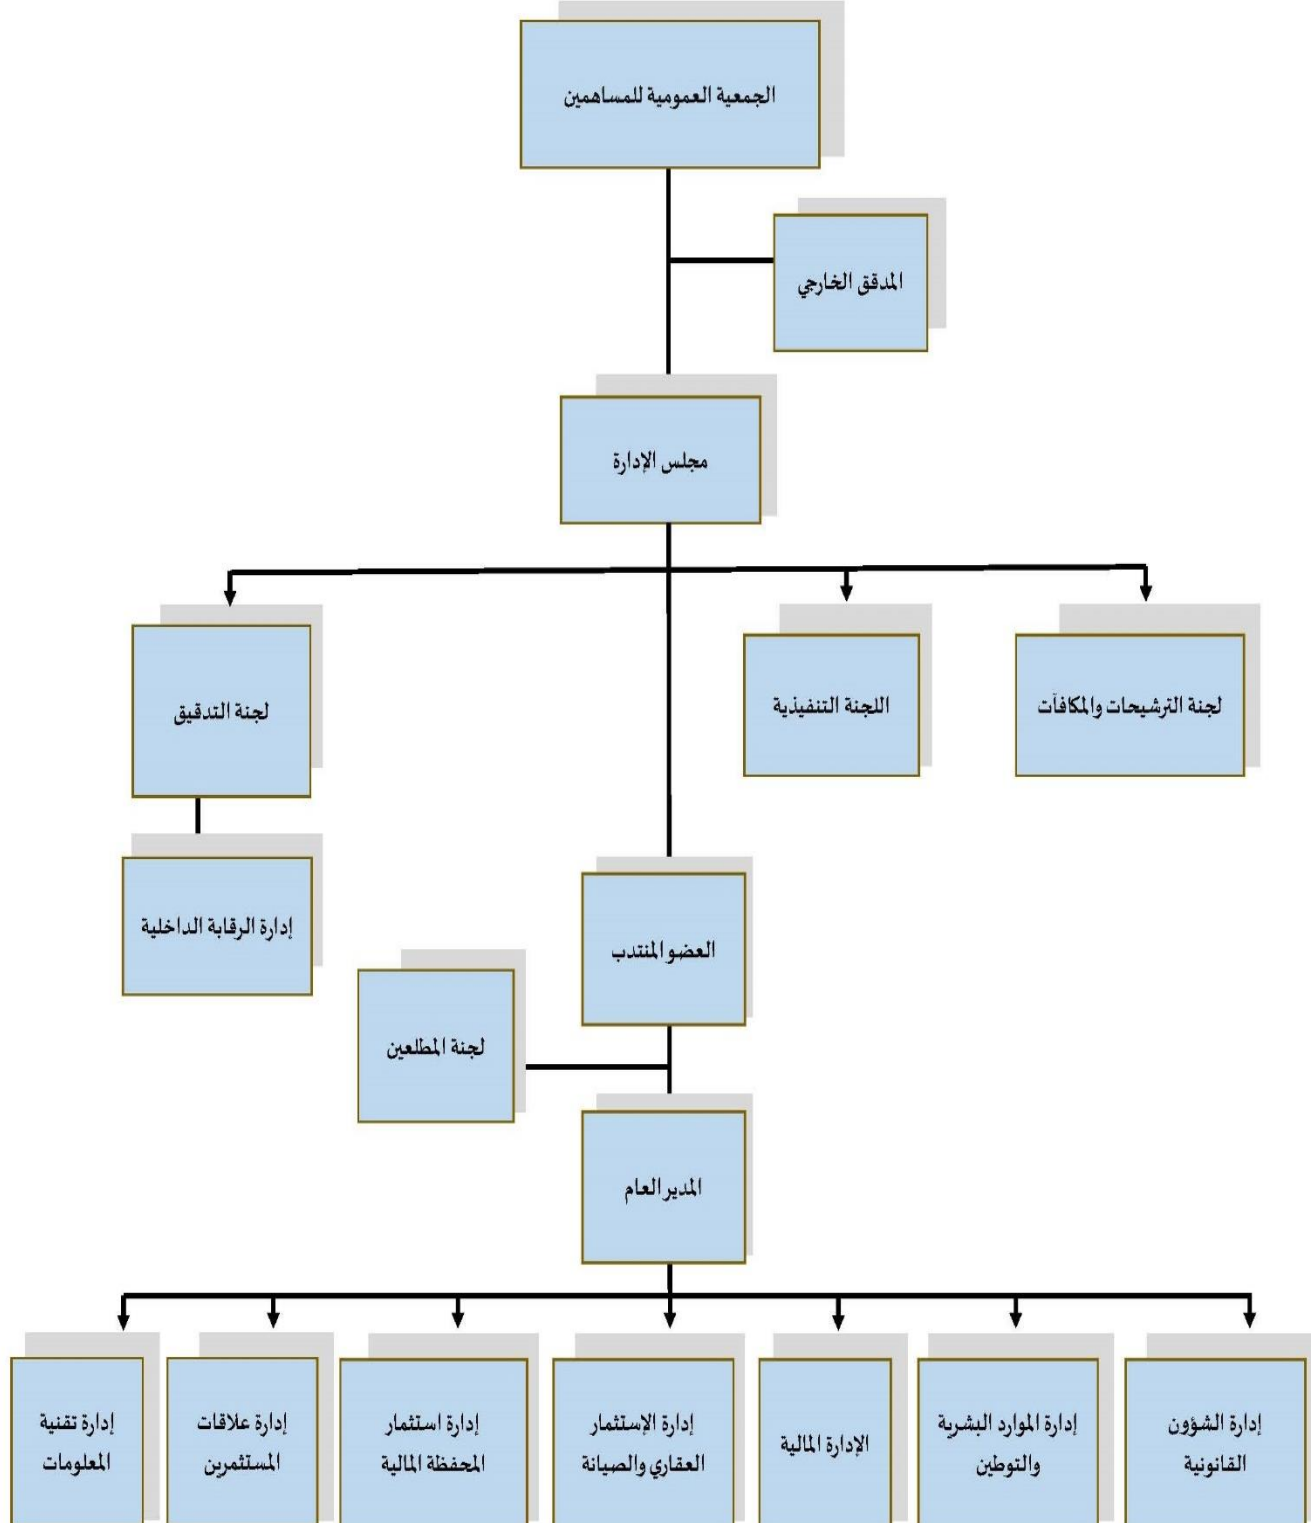 الجمعية العمومية للمساهمين
المدقق الخارجي
مجلس الإدارة
لجنة الترشيحات والمكافآت
اللجنة التنفيذية
لجنة التدقيق
إدارة الرقابة الداخلية
العضو المنتدب
لجنة المطلعين
المدير العام
إدارة الشؤون
القانونية
إدارة الموارد البشرية
والتوطين
الإدارة المالية
إدارة الإستثمار
العقاري والصيانة
إدارة استثمار
المحفظة المالية
إدارة علاقات
المستثمرين
إدارة تقنية
المعلومات